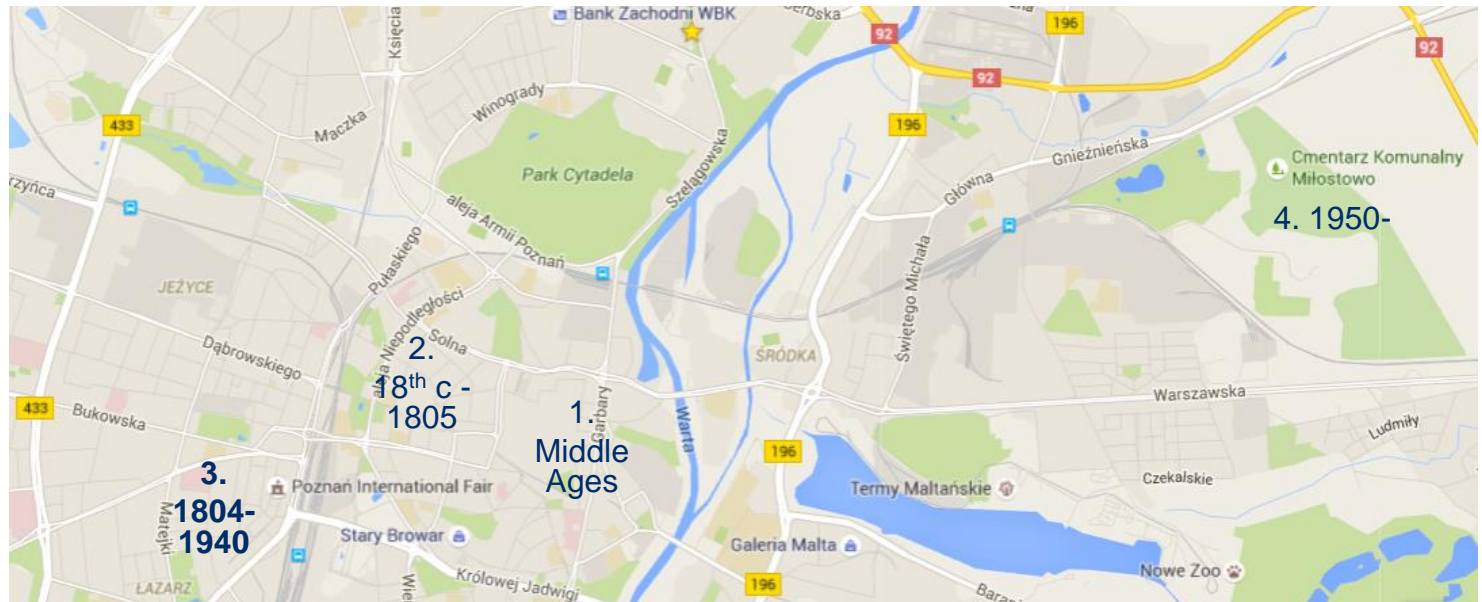 Bank Zachodni WBK
erbska
92
196
92
92
Księcia
433
Maczka
Winogrady
196
Park Cytadela
Szelągowska
Gnieźnieńska
Główna
Cmentarz Komunalny
Miłostowo
4. 1950-
rzyńca
aleja Armii Poznań
Pułaskiego
JEŻYCE
aleja Niepodległości
Solna
Świętego Michała
ŚRÓDKA
Dąbrowskiego
2.
18th c -
1805
Garbary
Warta
Warszawska
433
Bukowska
1.
Middle
Ages
196
Ludmiły
Czekalskie
3.
1804-
1940
Poznań International Fair
Termy Maltańskie
Matejki
Stary Browar
Galeria Malta
Nowe Zoo
Królowej Jadwigi
196
ŁAZARZ
Wie
Bara